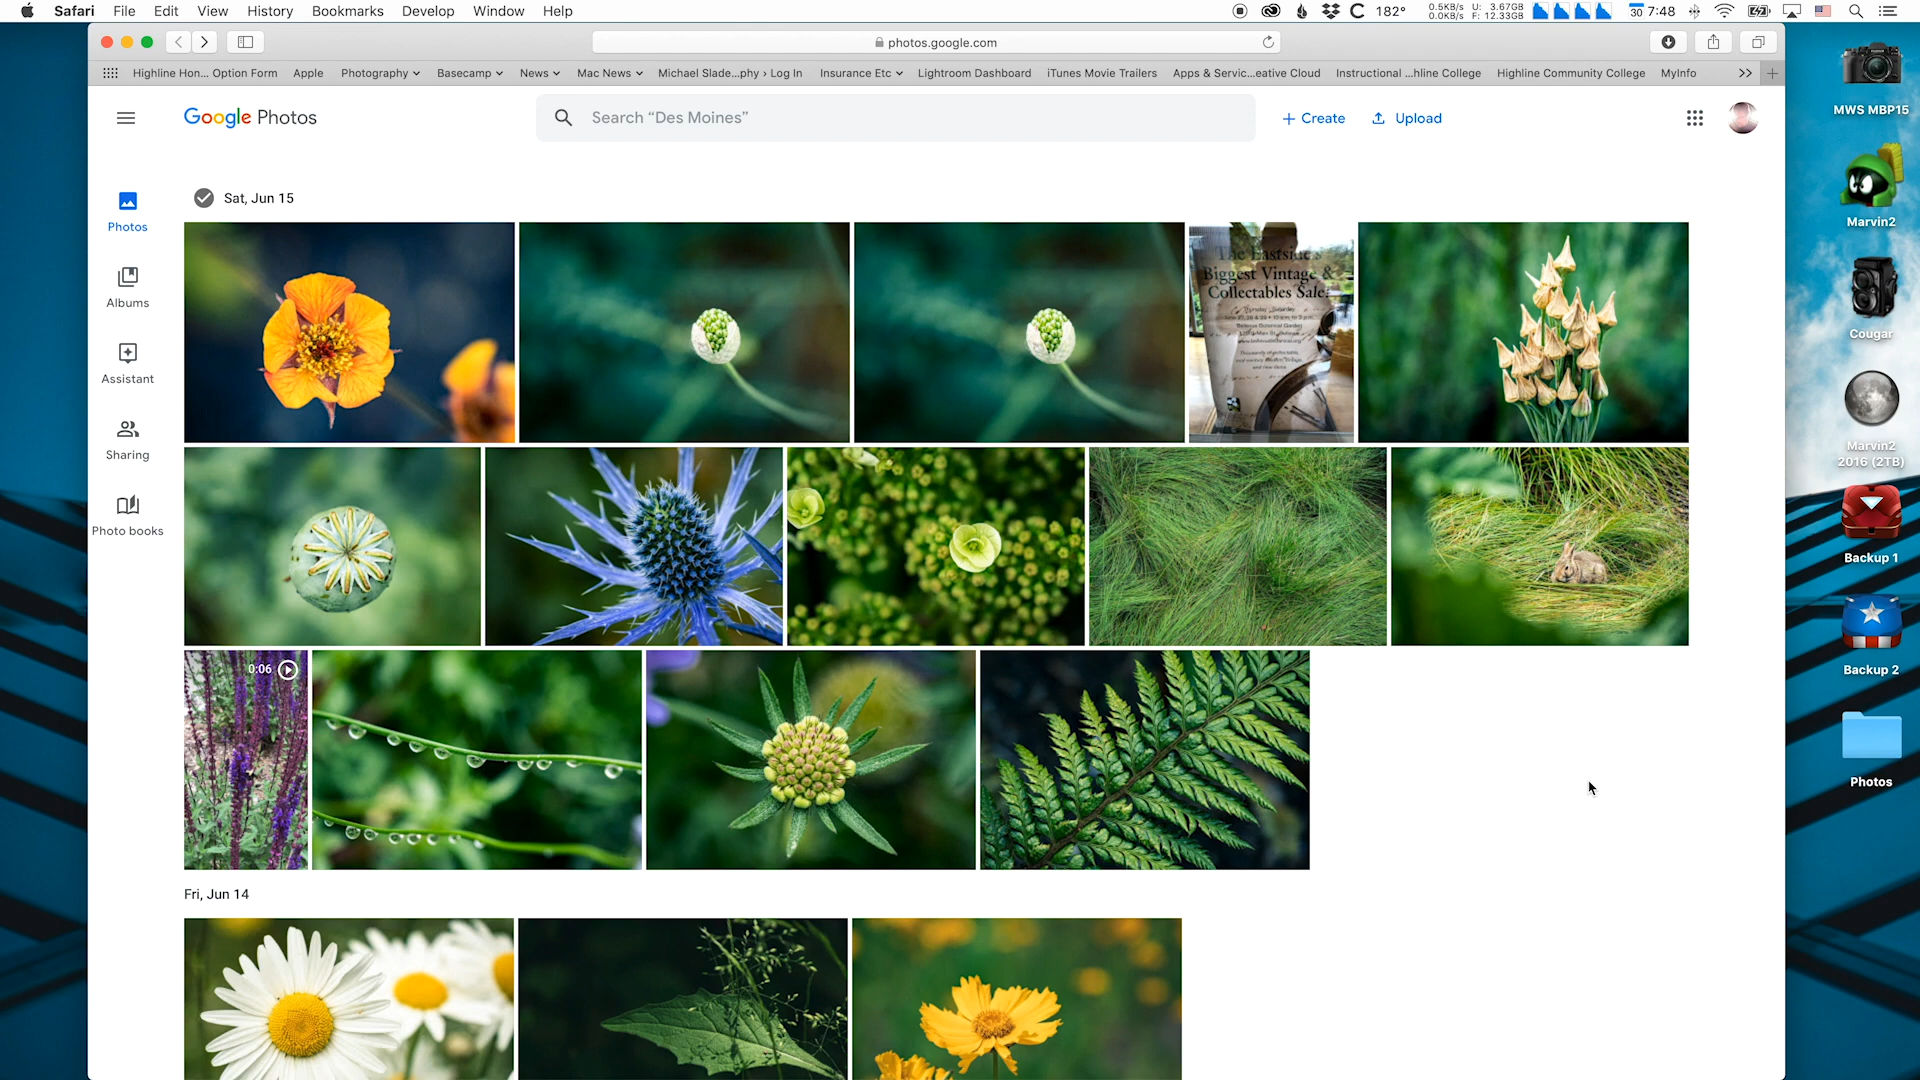 Safari File Edit View History Bookmarks Develop Window Help
182° 0.5KB/s 0.0KB/s U: 3.67GB F: 12.33GB 30 7:48
photos.google.com
Highline Hon... Option Form Apple Photography Basecamp News Mac News Michael Slade...phy › Log In Insurance Etc Lightroom Dashboard iTunes Movie Trailers Apps & Servic...eative Cloud Instructional ...hline College Highline Community College MyInfo
Google Photos
Search “Des Moines”
Create
Upload
Photos
Albums
Assistant
Sharing
Photo books
Sat, Jun 15
The Eastside's
Biggest Vintage &
Collectables Sale
0:06
Fri, Jun 14
MWS MBP15
Marvin2
Cougar
Marvin2
2016 (2TB)
Backup 1
Backup 2
Photos